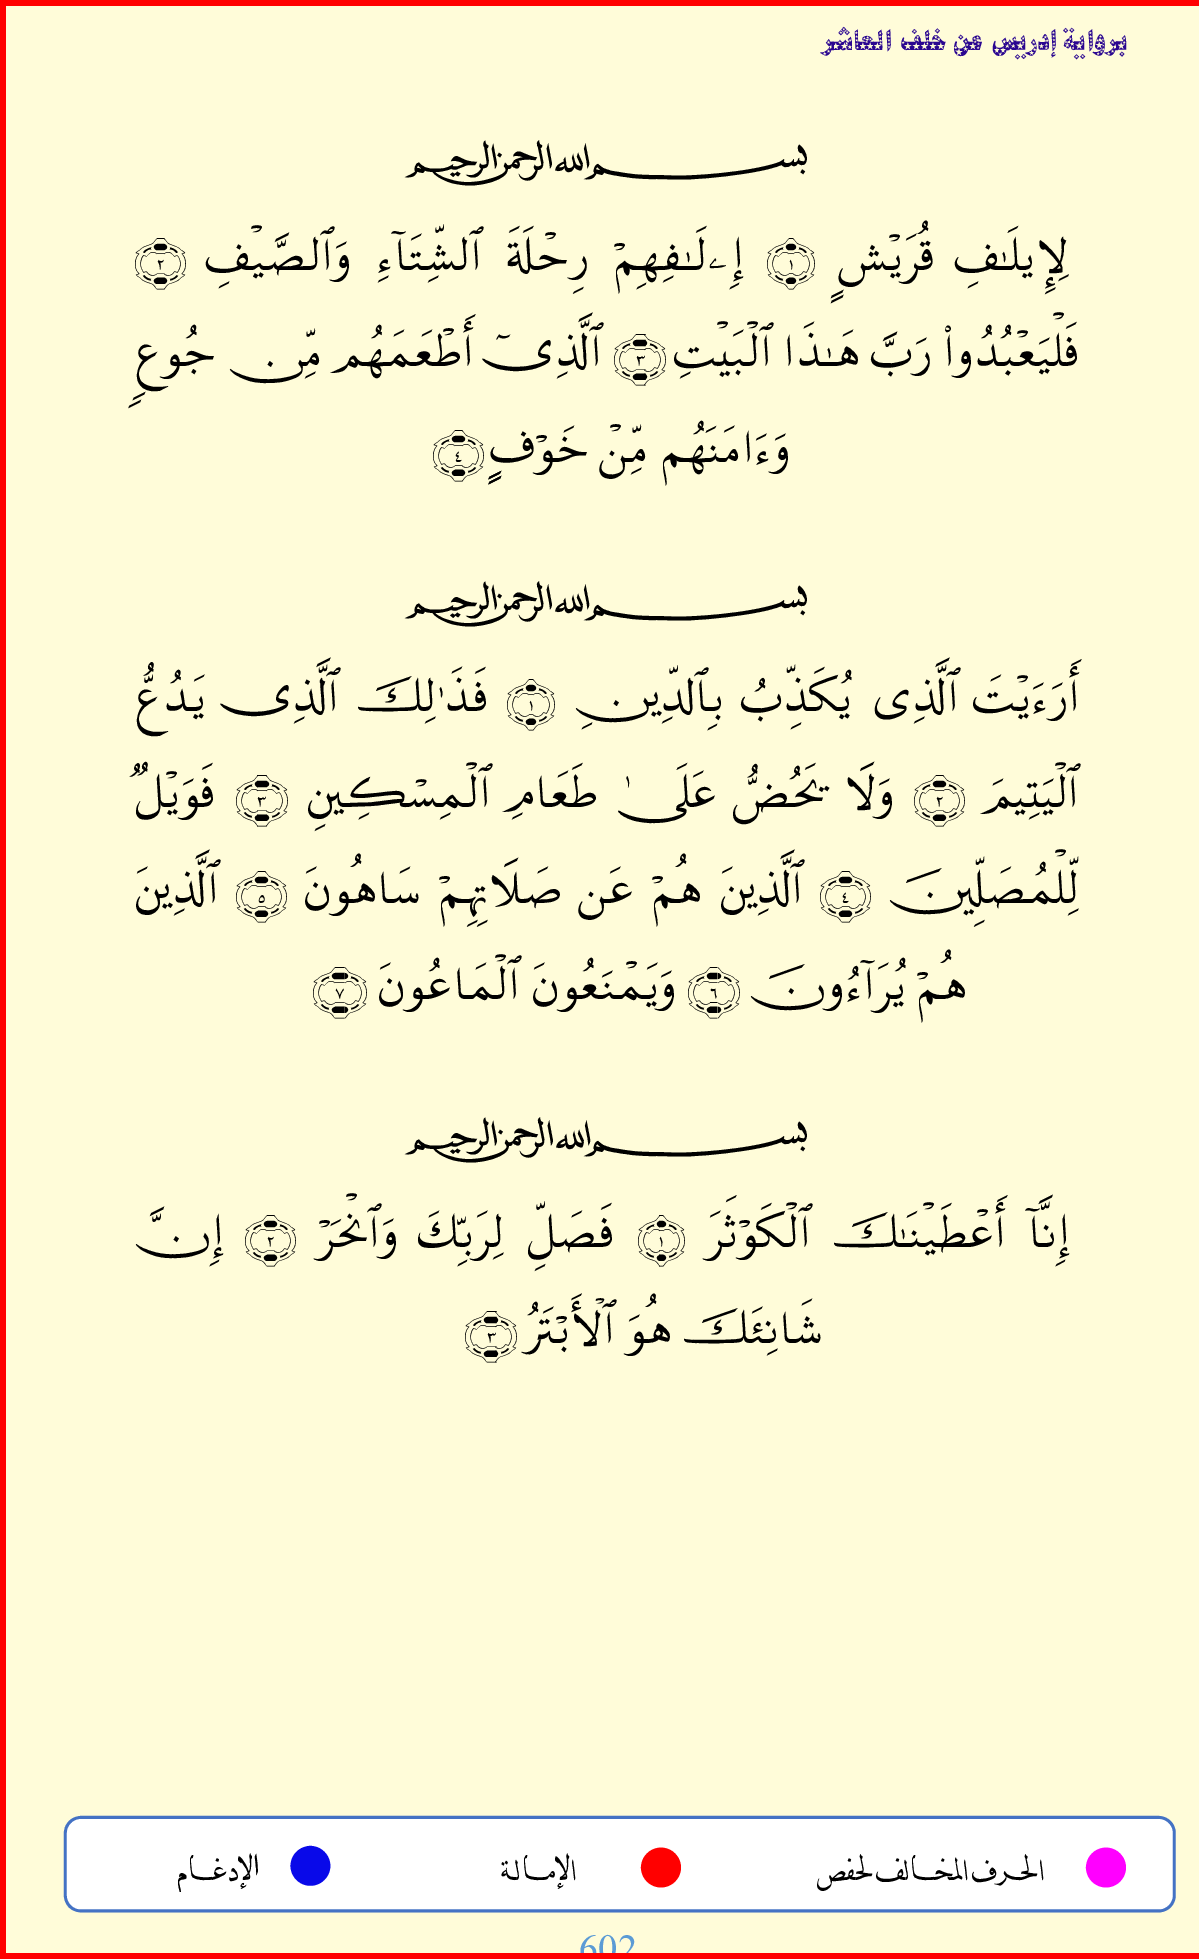 برواية إدريس عن خلف العاشر
بسم الله الرحمن الرحيم
لِإِيلَٰفِ قُرَيْشٍ ١ إِۦلَٰفِهِمْ رِحْلَةَ ٱلشِّتَآءِ وَٱلصَّيْفِ ٢
فَلْيَعْبُدُوا۟ رَبَّ هَٰذَا ٱلْبَيْتِ ٣ ٱلَّذِىٓ أَطْعَمَهُم مِّن جُوعٍ
وَءَامَنَهُم مِّنْ خَوْفٍ ٤
بسم الله الرحمن الرحيم
أَرَءَيْتَ ٱلَّذِى يُكَذِّبُ بِٱلدِّينِ ١ فَذَٰلِكَ ٱلَّذِى يَدُعُّ
ٱلْيَتِيمَ ٢ وَلَا يَحُضُّ عَلَىٰ طَعَامِ ٱلْمِسْكِينِ ٣ فَوَيْلٌ
لِّلْمُصَلِّينَ ٤ ٱلَّذِينَ هُمْ عَن صَلَاتِهِمْ سَاهُونَ ٥ ٱلَّذِينَ
هُمْ يُرَآءُونَ ٦ وَيَمْنَعُونَ ٱلْمَاعُونَ ٧
بسم الله الرحمن الرحيم
إِنَّآ أَعْطَيْنَٰكَ ٱلْكَوْثَرَ ١ فَصَلِّ لِرَبِّكَ وَٱنْحَرْ ٢ إِنَّ
شَانِئَكَ هُوَ ٱلْأَبْتَرُ ٣
الحرف المخالف لحفص الإمالة الإدغام
602